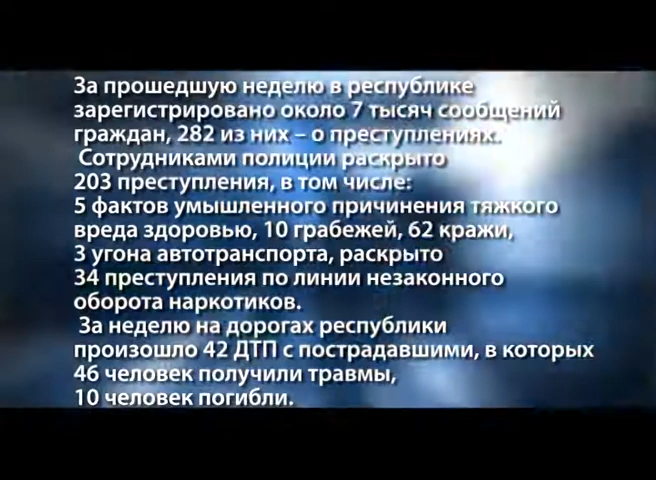 За прошедшую неделю в республике
зарегистрировано около 7 тысяч сообщений
граждан, 282 из них – о преступлениях.
Сотрудниками полиции раскрыто
203 преступления, в том числе:
5 фактов умышленного причинения тяжкого
вреда здоровью, 10 грабежей, 62 кражи,
3 угона автотранспорта, раскрыто
34 преступления по линии незаконного
оборота наркотиков.
За неделю на дорогах республики
произошло 42 ДТП с пострадавшими, в которых
46 человек получили травмы,
10 человек погибли.